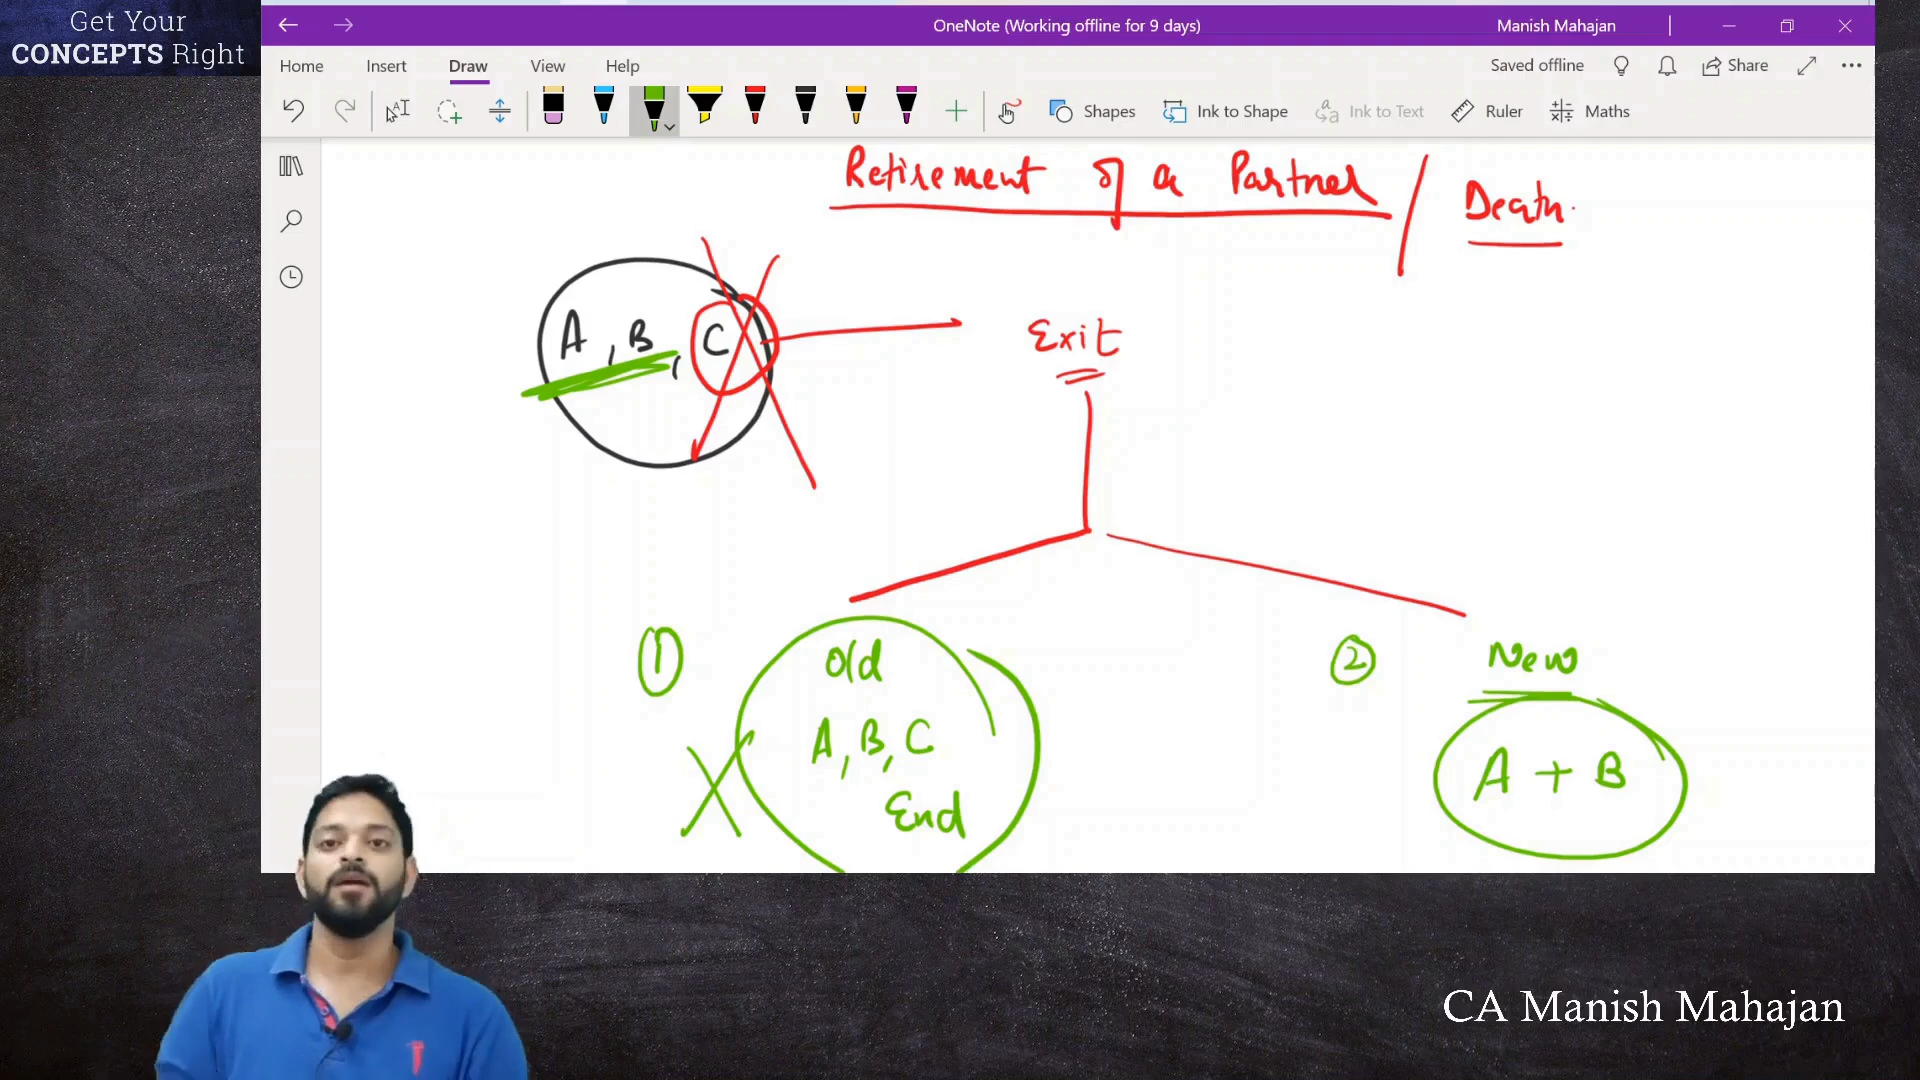 Get Your
CONCEPTS Right
OneNote (Working offline for 9 days)
Manish Mahajan
Home Insert Draw View Help
Saved offline
Share
Shapes
Ink to Shape
Ink to Text
Ruler
Maths
Retirement of a Partner / Death.
A, B, C
Exit
1
Old
A, B, C
End
2
New
A + B
CA Manish Mahajan